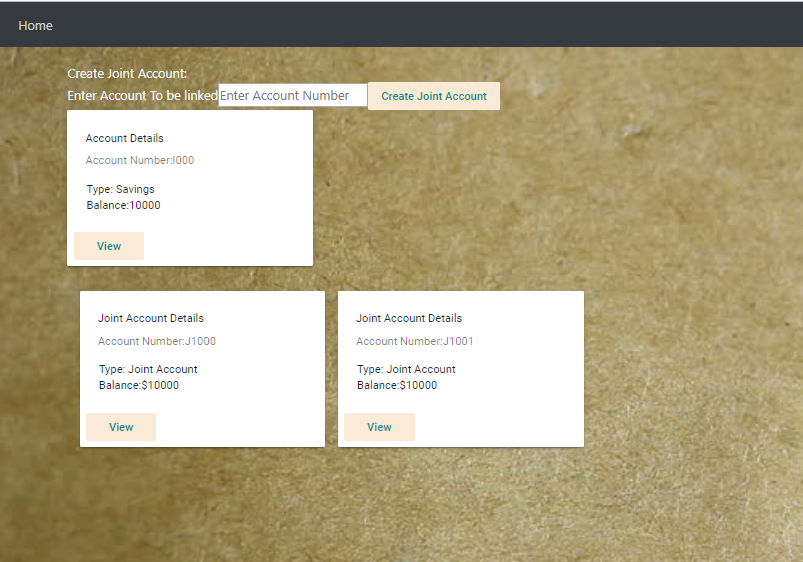 Home
Create Joint Account:
Enter Account To be linked Enter Account Number Create Joint Account
Account Details
Account Number:I000
Type: Savings
Balance:10000
View
Joint Account Details
Account Number:J1000
Type: Joint Account
Balance:$10000
View
Joint Account Details
Account Number:J1001
Type: Joint Account
Balance:$10000
View